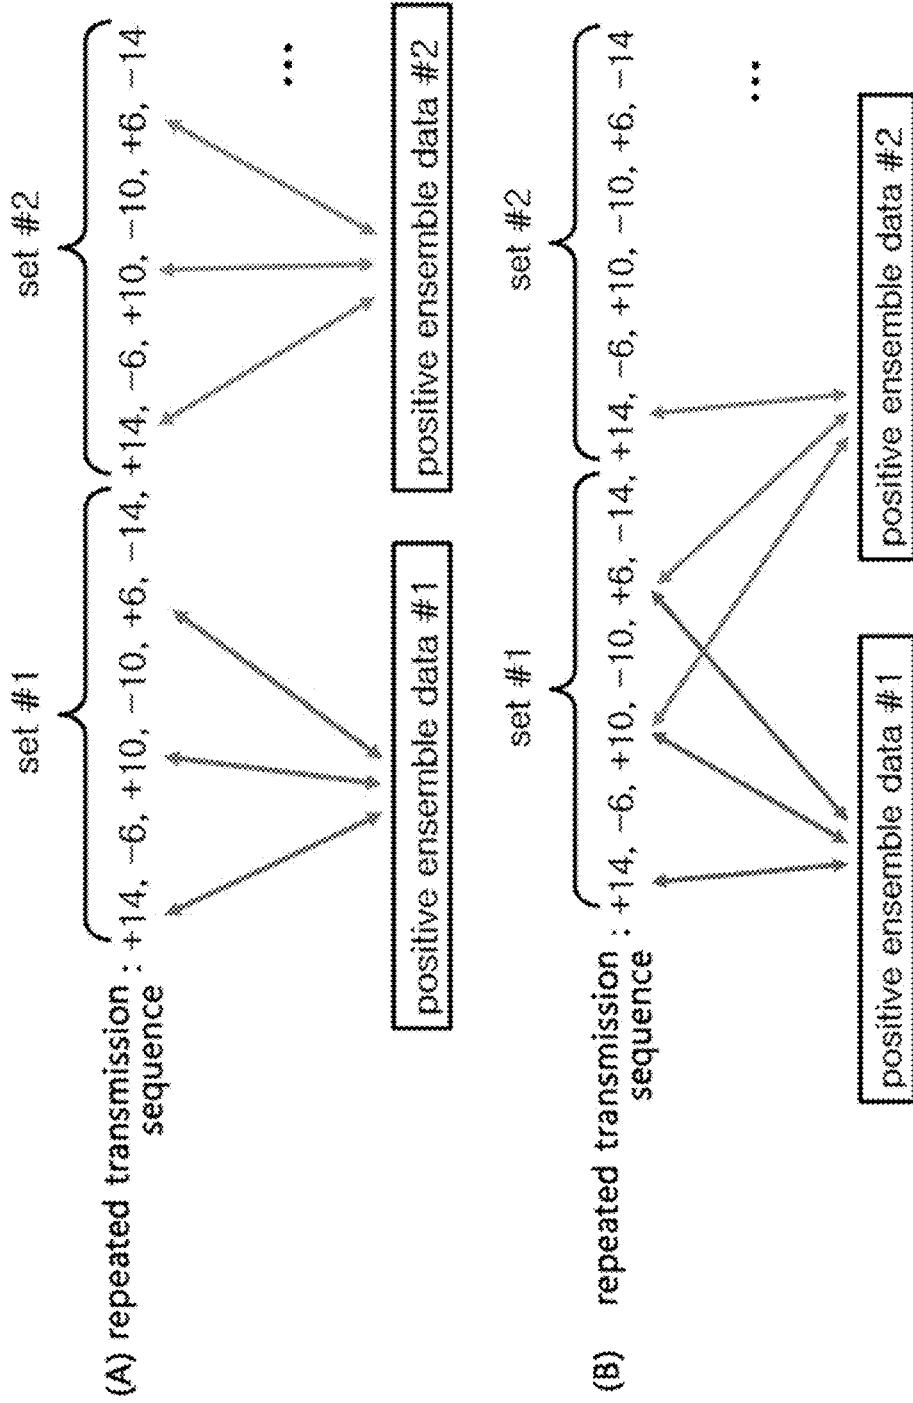 set #1
set #2
(A) repeated transmission : +14, −6, +10, −10, +6, −14, +14, −6, +10, −10, +6, −14
sequence
...
positive ensemble data #1
positive ensemble data #2
set #1
set #2
(B) repeated transmission : +14, −6, +10, −10, +6, −14, +14, −6, +10, −10, +6, −14
sequence
...
positive ensemble data #1
positive ensemble data #2